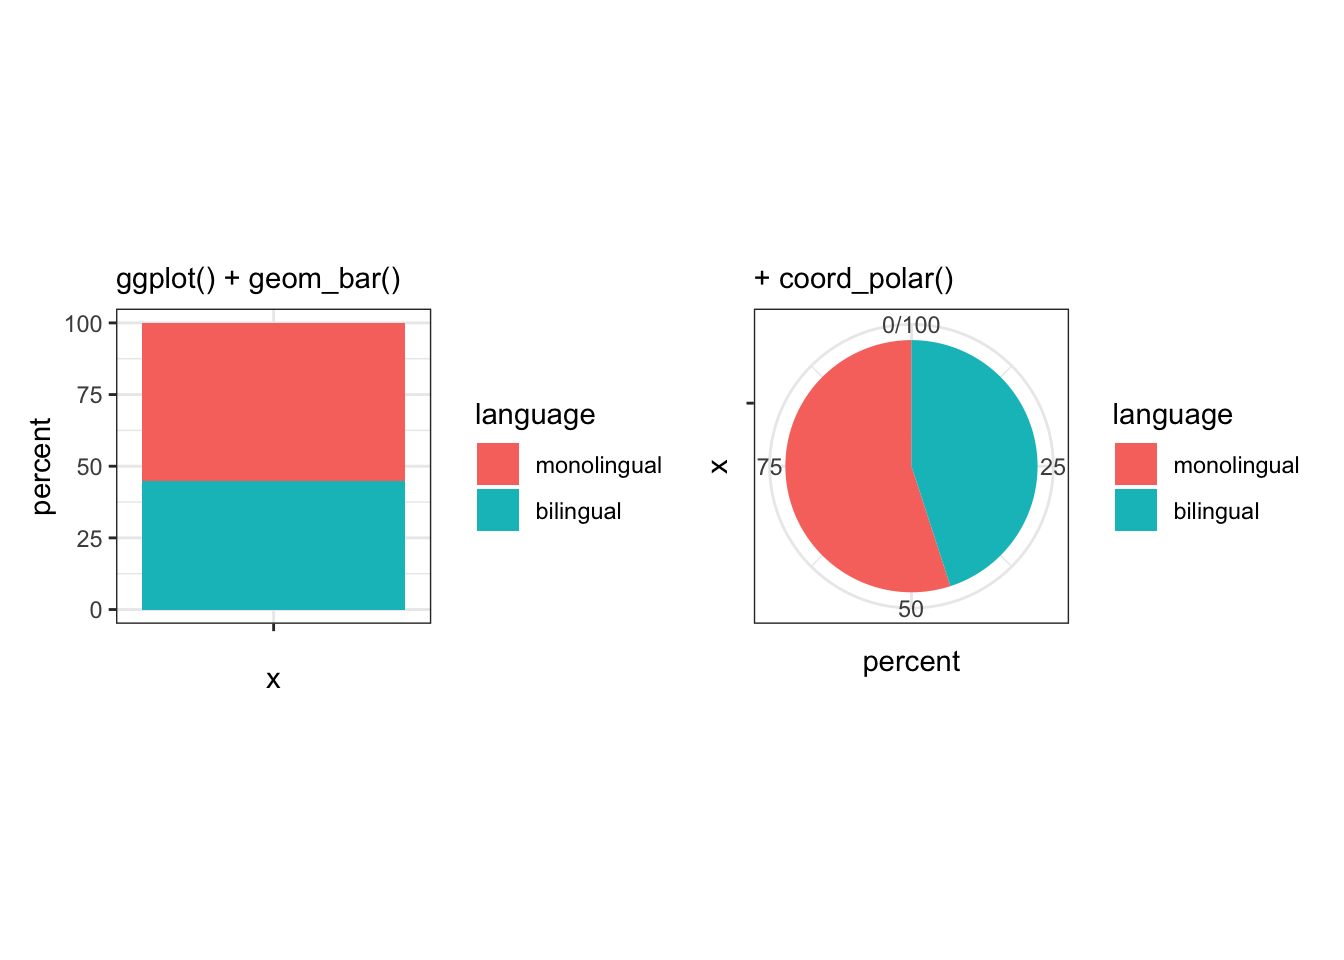 ggplot() + geom_bar()
100
75
50
25
0
percent
x
language
monolingual
bilingual
+ coord_polar()
0/100
75
25
50
x
percent
language
monolingual
bilingual